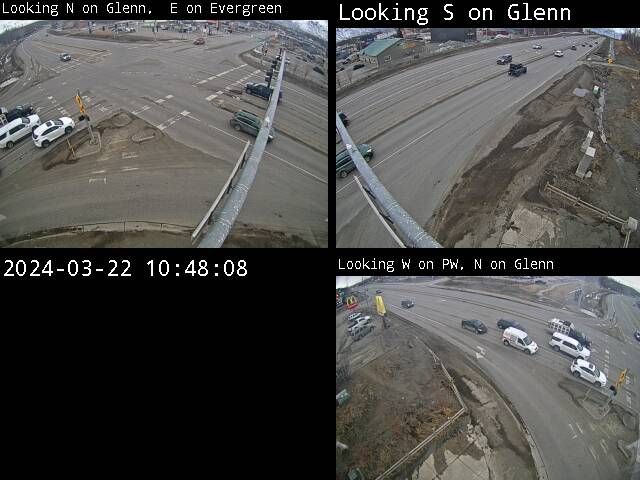 Looking N on Glenn, E on Evergreen
Looking S on Glenn
2024-03-22 10:48:08
Looking W on PW, N on Glenn